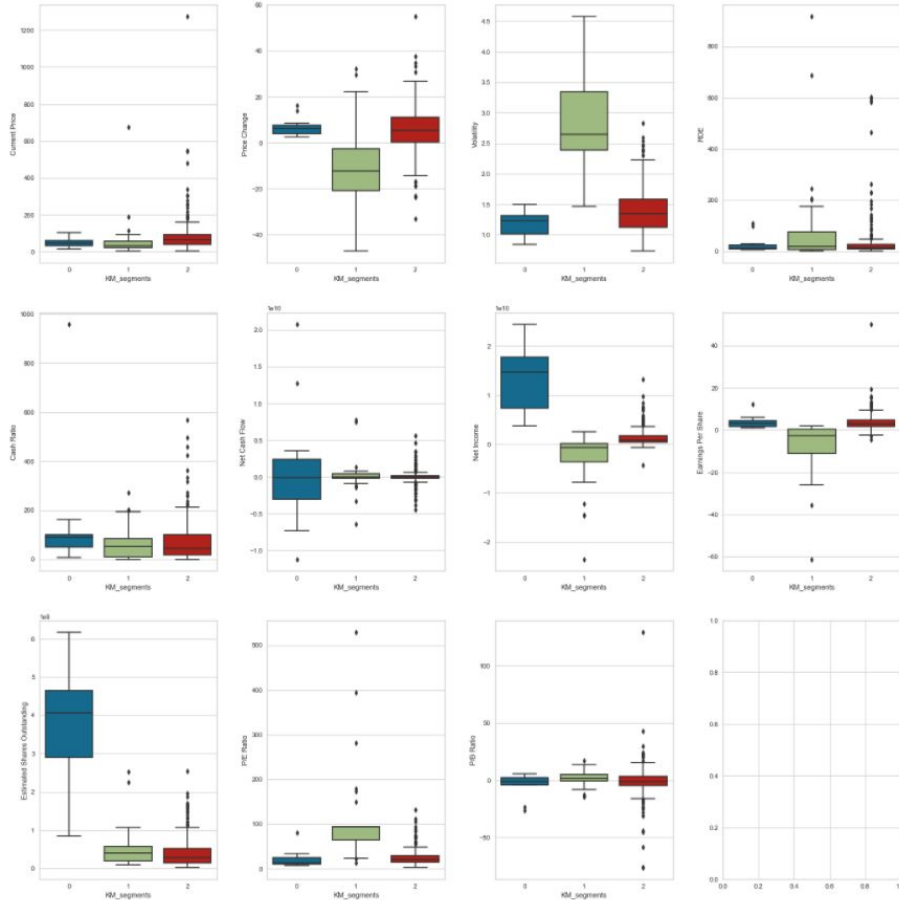 Current Price
1200
1000
800
600
400
200
0
0 1 2
KM_segments
Price Change
60
40
20
0
−20
−40
0 1 2
KM_segments
Volatility
4.5
4.0
3.5
3.0
2.5
2.0
1.5
1.0
0 1 2
KM_segments
ROE
800
600
400
200
0
0 1 2
KM_segments
Cash Ratio
1000
800
600
400
200
0
0 1 2
KM_segments
1e10
Net Cash Flow
2.0
1.5
1.0
0.5
0.0
−0.5
−1.0
0 1 2
KM_segments
1e10
Net Income
2
1
0
−1
−2
0 1 2
KM_segments
Earnings Per Share
40
20
0
−20
−40
−60
0 1 2
KM_segments
1e9
Estimated Shares Outstanding
6
5
4
3
2
1
0
0 1 2
KM_segments
P/E Ratio
500
400
300
200
100
0
0 1 2
KM_segments
P/B Ratio
100
50
0
−50
0 1 2
KM_segments
1.0
0.8
0.6
0.4
0.2
0.0
0.0 0.2 0.4 0.6 0.8